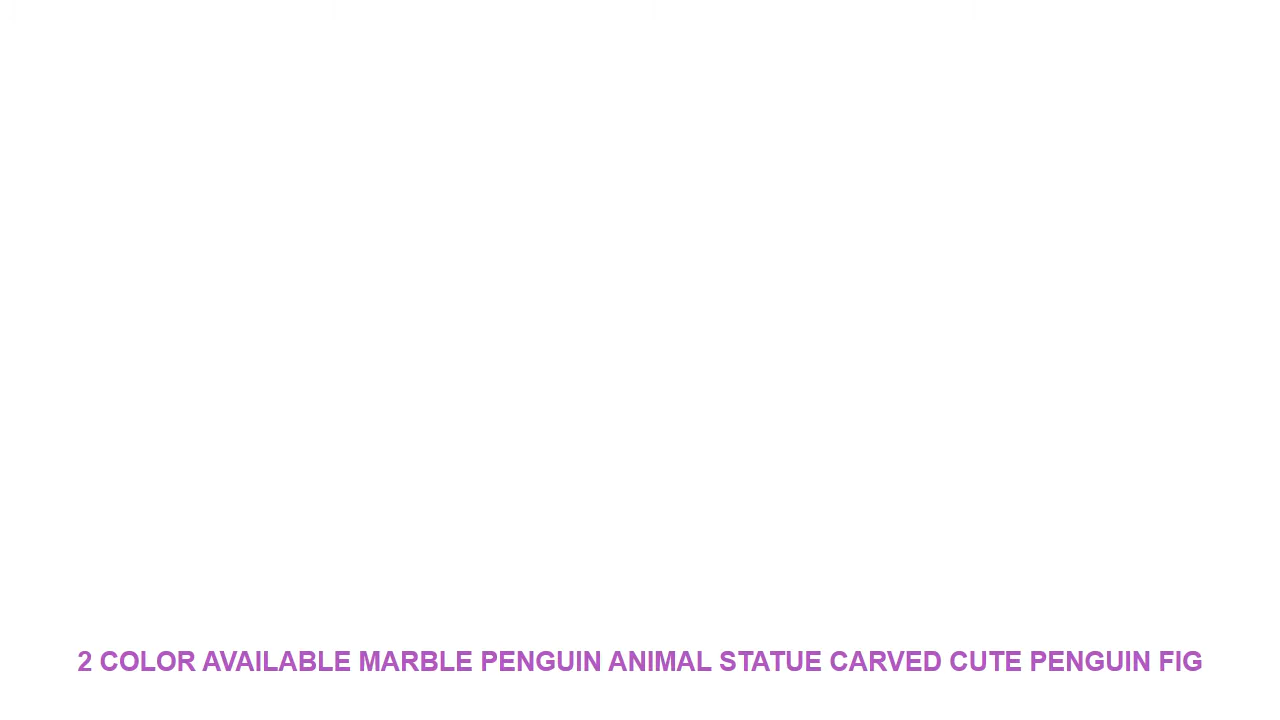 2 COLOR AVAILABLE MARBLE PENGUIN ANIMAL STATUE CARVED CUTE PENGUIN FIG